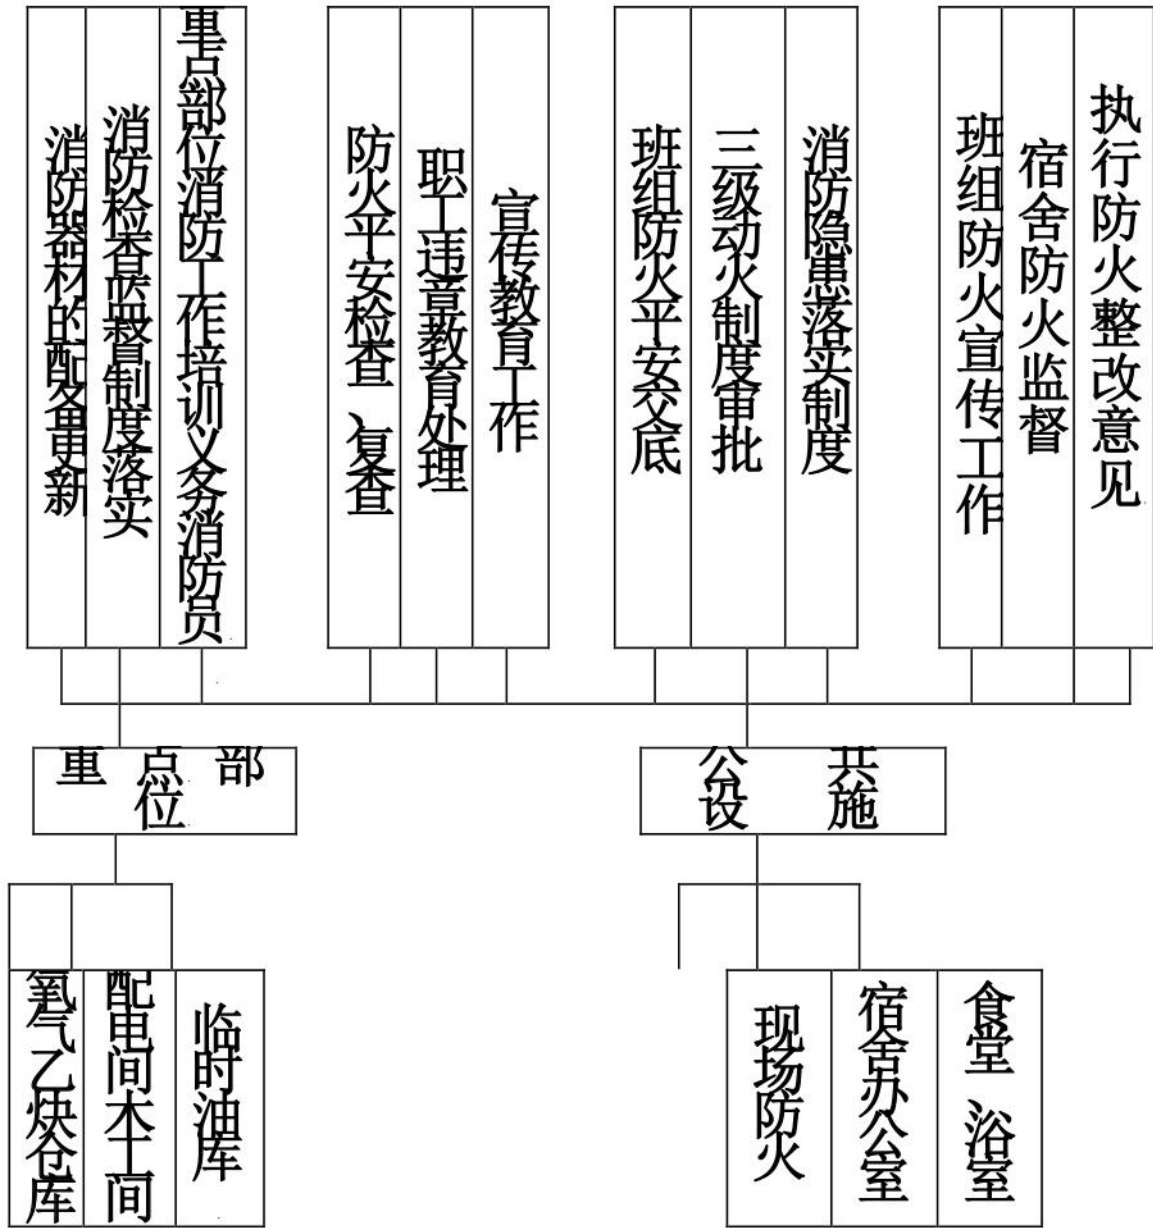 消防器材的配备更新
消防检查监督制度落实
重点部位消防工作培训义务消防员
防火平安检查、复查
职工违章教育处理
宣传教育工作
班组防火平安交底
三级动火制度审批
消防隐患落实制度
班组防火宣传工作
宿舍防火监督
执行防火整改意见
重点部
位
公共
设施
氧气乙炔仓库
配电间木工间
临时油库
现场防火
宿舍办公室
食堂、浴室